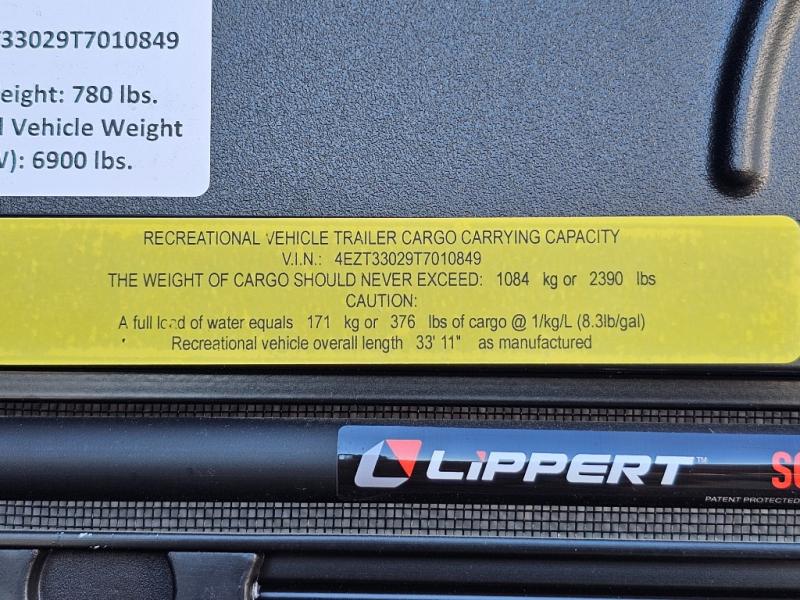 33029T7010849
eight: 780 lbs.
l Vehicle Weight
): 6900 lbs.
RECREATIONAL VEHICLE TRAILER CARGO CARRYING CAPACITY
V.I.N.: 4EZT33029T7010849
THE WEIGHT OF CARGO SHOULD NEVER EXCEED: 1084 kg or 2390 lbs
CAUTION:
A full load of water equals 171 kg or 376 lbs of cargo @ 1/kg/L (8.3lb/gal)
Recreational vehicle overall length 33' 11" as manufactured
LiPPERT™
PATENT PROTECTED